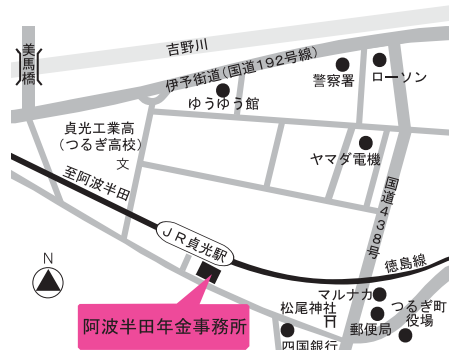 吉野川
美馬橋
伊予街道(国道192号線)
ゆうゆう館
警察署
ローソン
貞光工業高
(つるぎ高校)
文
ヤマダ電機
至阿波半田
国道438号
JR貞光駅
徳島線
N
マルナカ
松尾神社
つるぎ町
役場
郵便局
四国銀行
阿波半田年金事務所